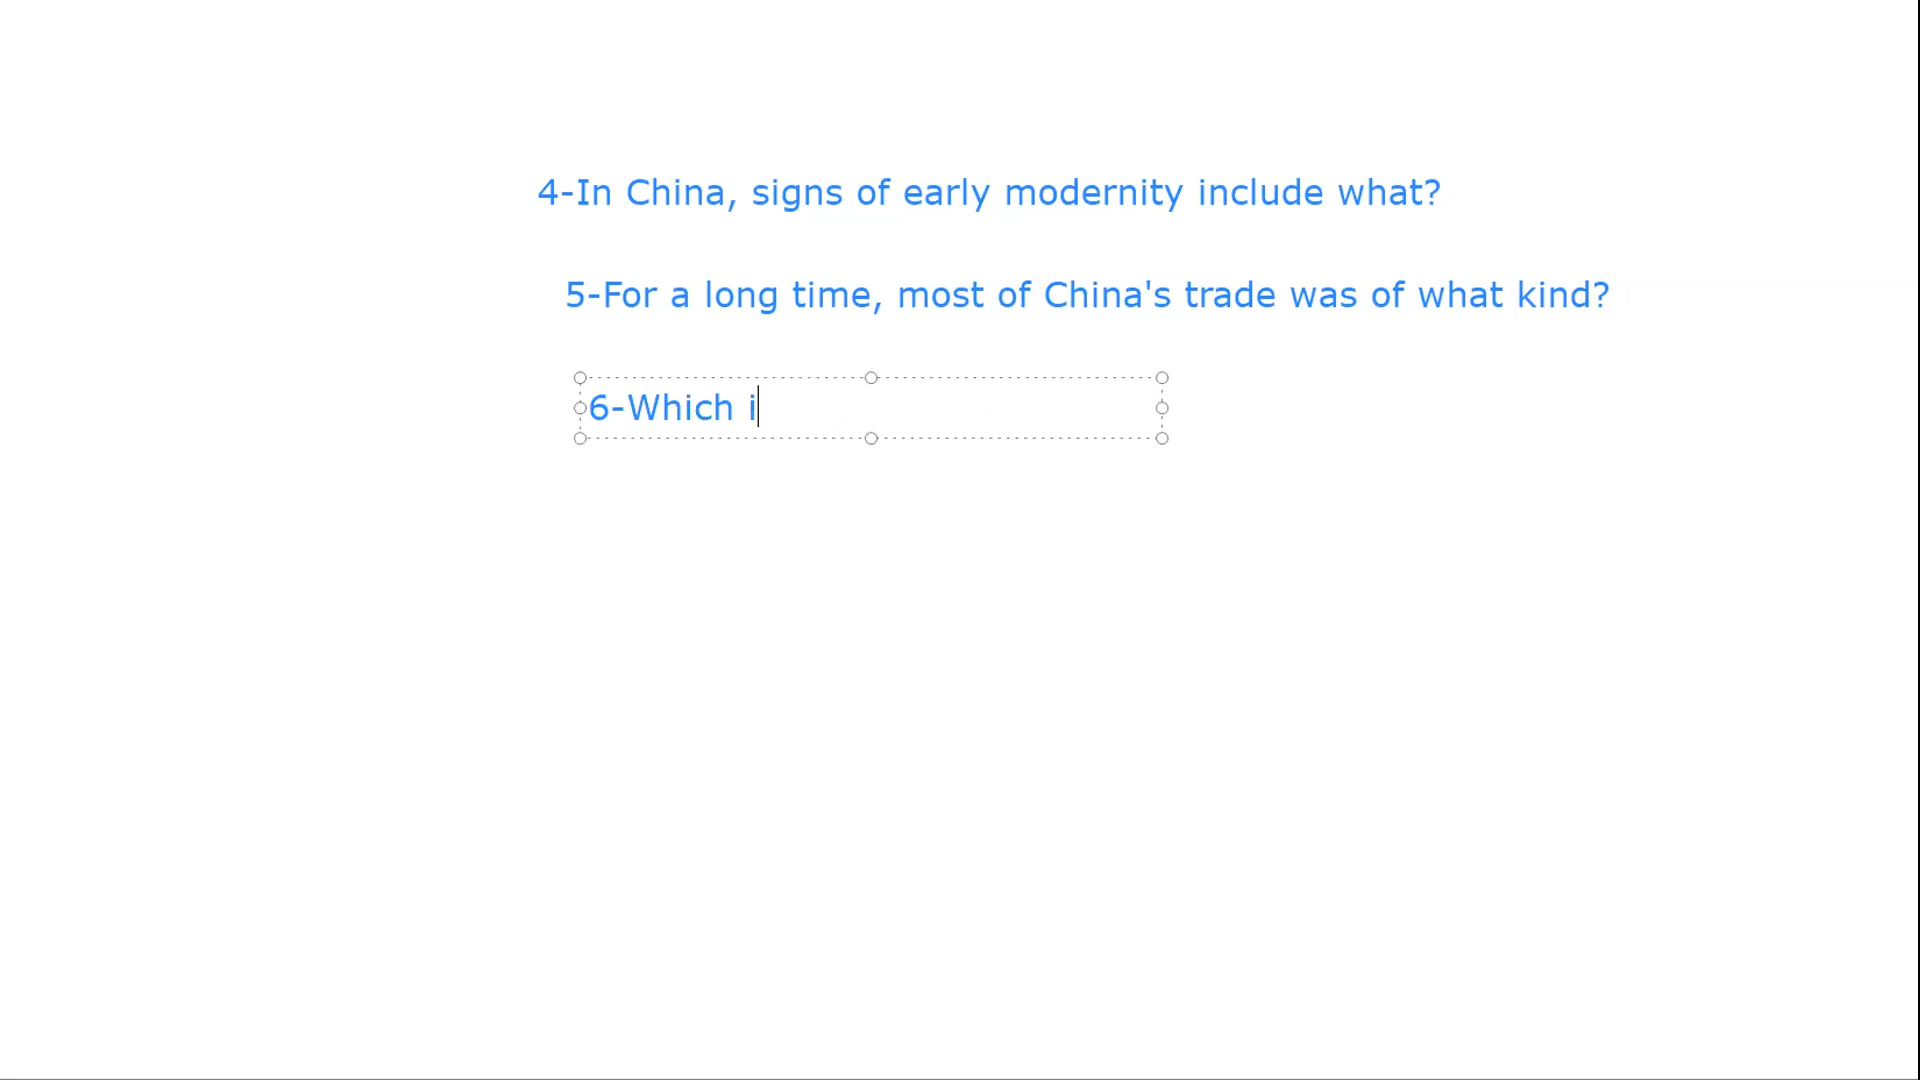 4-In China, signs of early modernity include what?
5-For a long time, most of China's trade was of what kind?
6-Which i